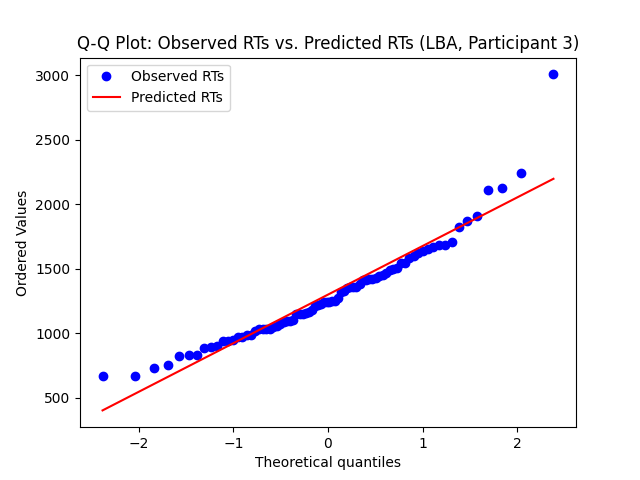 Q-Q Plot: Observed RTs vs. Predicted RTs (LBA, Participant 3)
Observed RTs
Predicted RTs
3000
2500
2000
1500
1000
500
Ordered Values
−2
−1
0
1
2
Theoretical quantiles